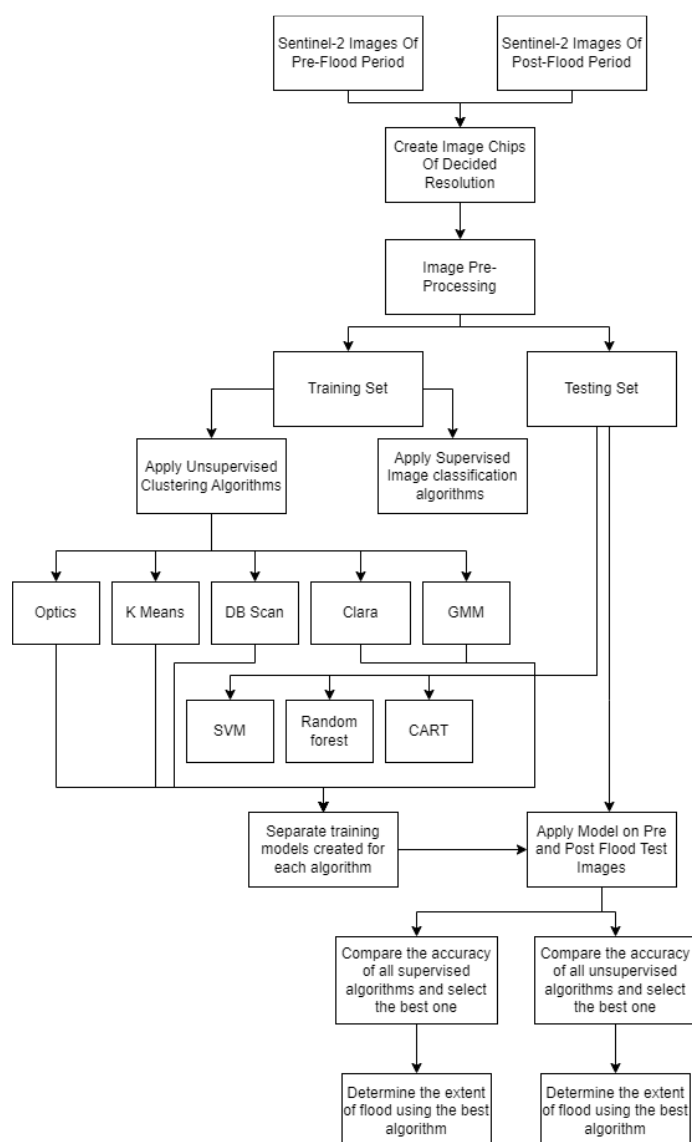 Sentinel-2 Images Of
Pre-Flood Period
Sentinel-2 Images Of
Post-Flood Period
Create Image Chips
Of Decided
Resolution
Image Pre-
Processing
Training Set
Testing Set
Apply Unsupervised
Clustering Algorithms
Apply Supervised
Image classification
algorithms
Optics
K Means
DB Scan
Clara
GMM
SVM
Random
forest
CART
Separate training
models created for
each algorithm
Apply Model on Pre
and Post Flood Test
Images
Compare the accuracy
of all supervised
algorithms and select
the best one
Compare the accuracy
of all unsupervised
algorithms and select
the best one
Determine the extent
of flood using the best
algorithm
Determine the extent
of flood using the best
algorithm